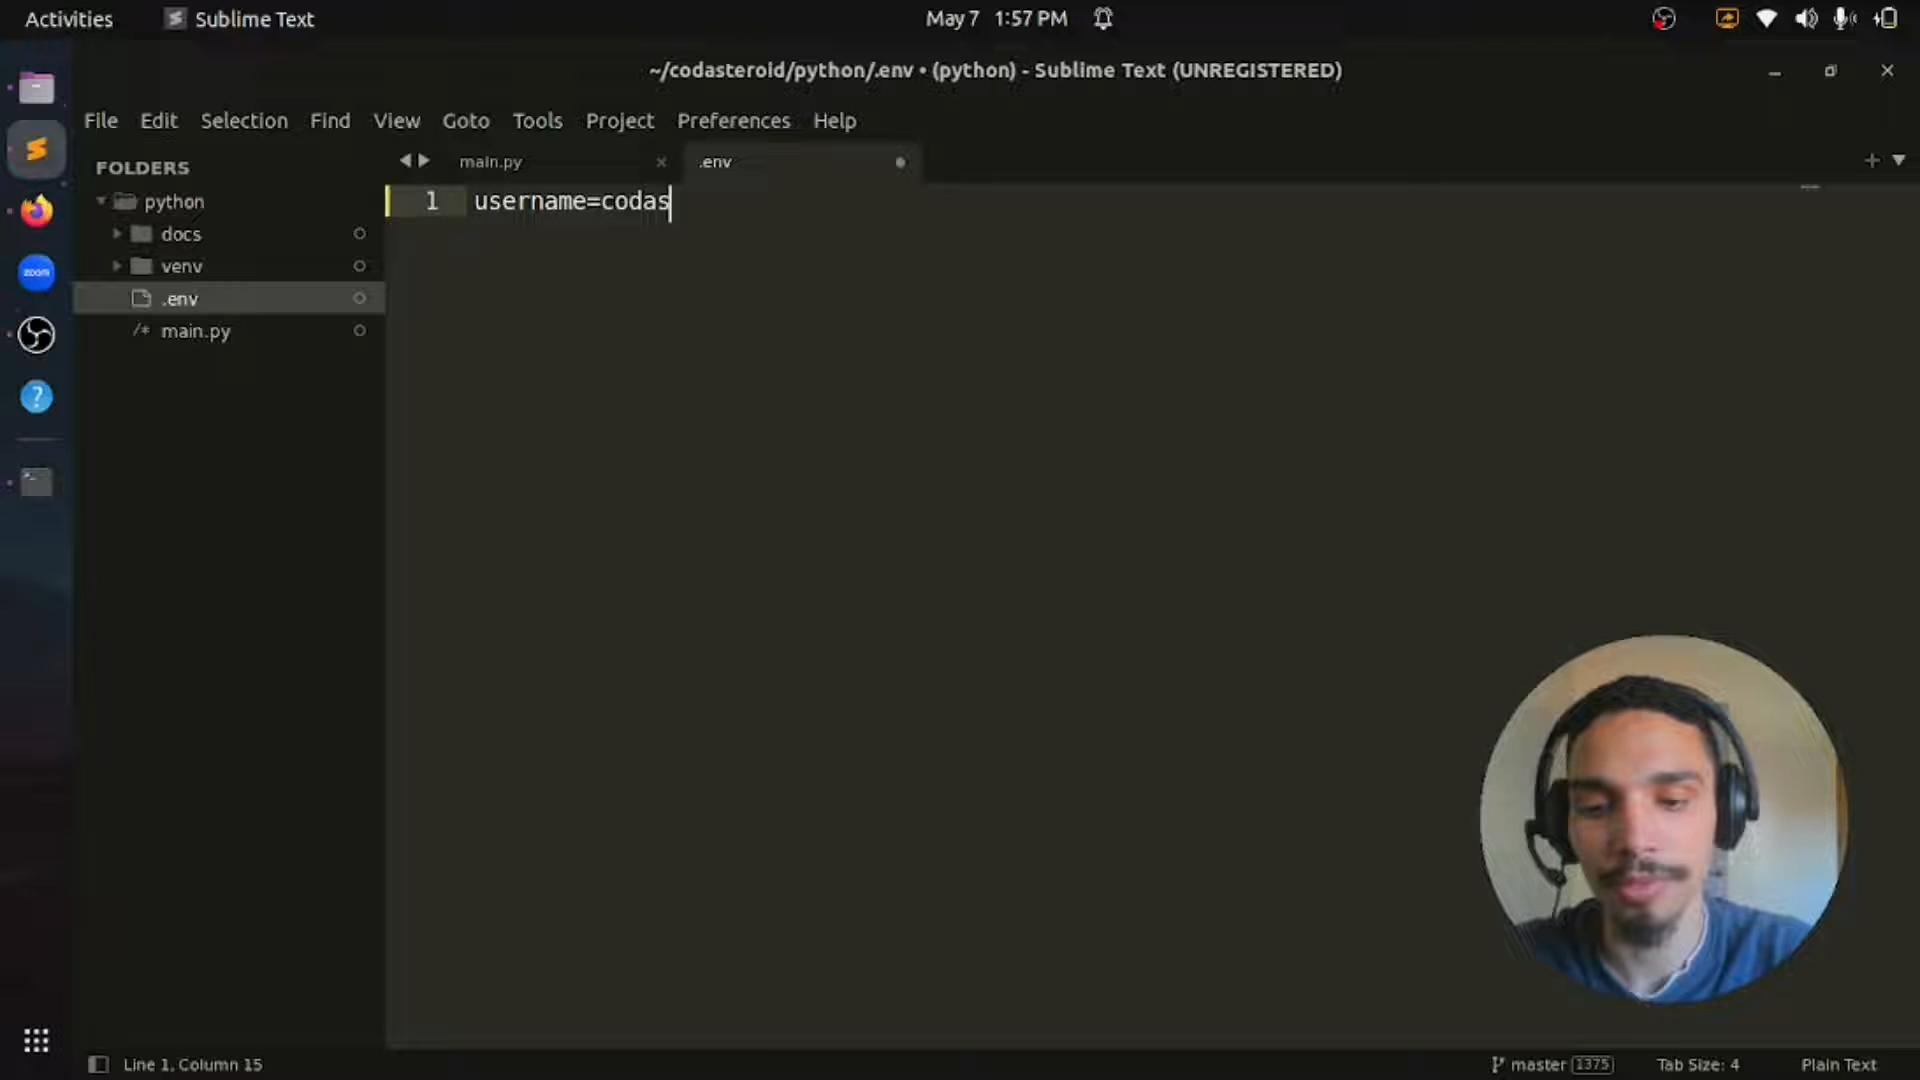 Activities
Sublime Text
May 7 1:57 PM
~/codasteroid/python/.env • (python) - Sublime Text (UNREGISTERED)
File Edit Selection Find View Goto Tools Project Preferences Help
FOLDERS
python
docs
venv
.env
/* main.py
main.py
.env
1 username=codas
zoom
?
Line 1, Column 15
master 1375
Tab Size: 4
Plain Text